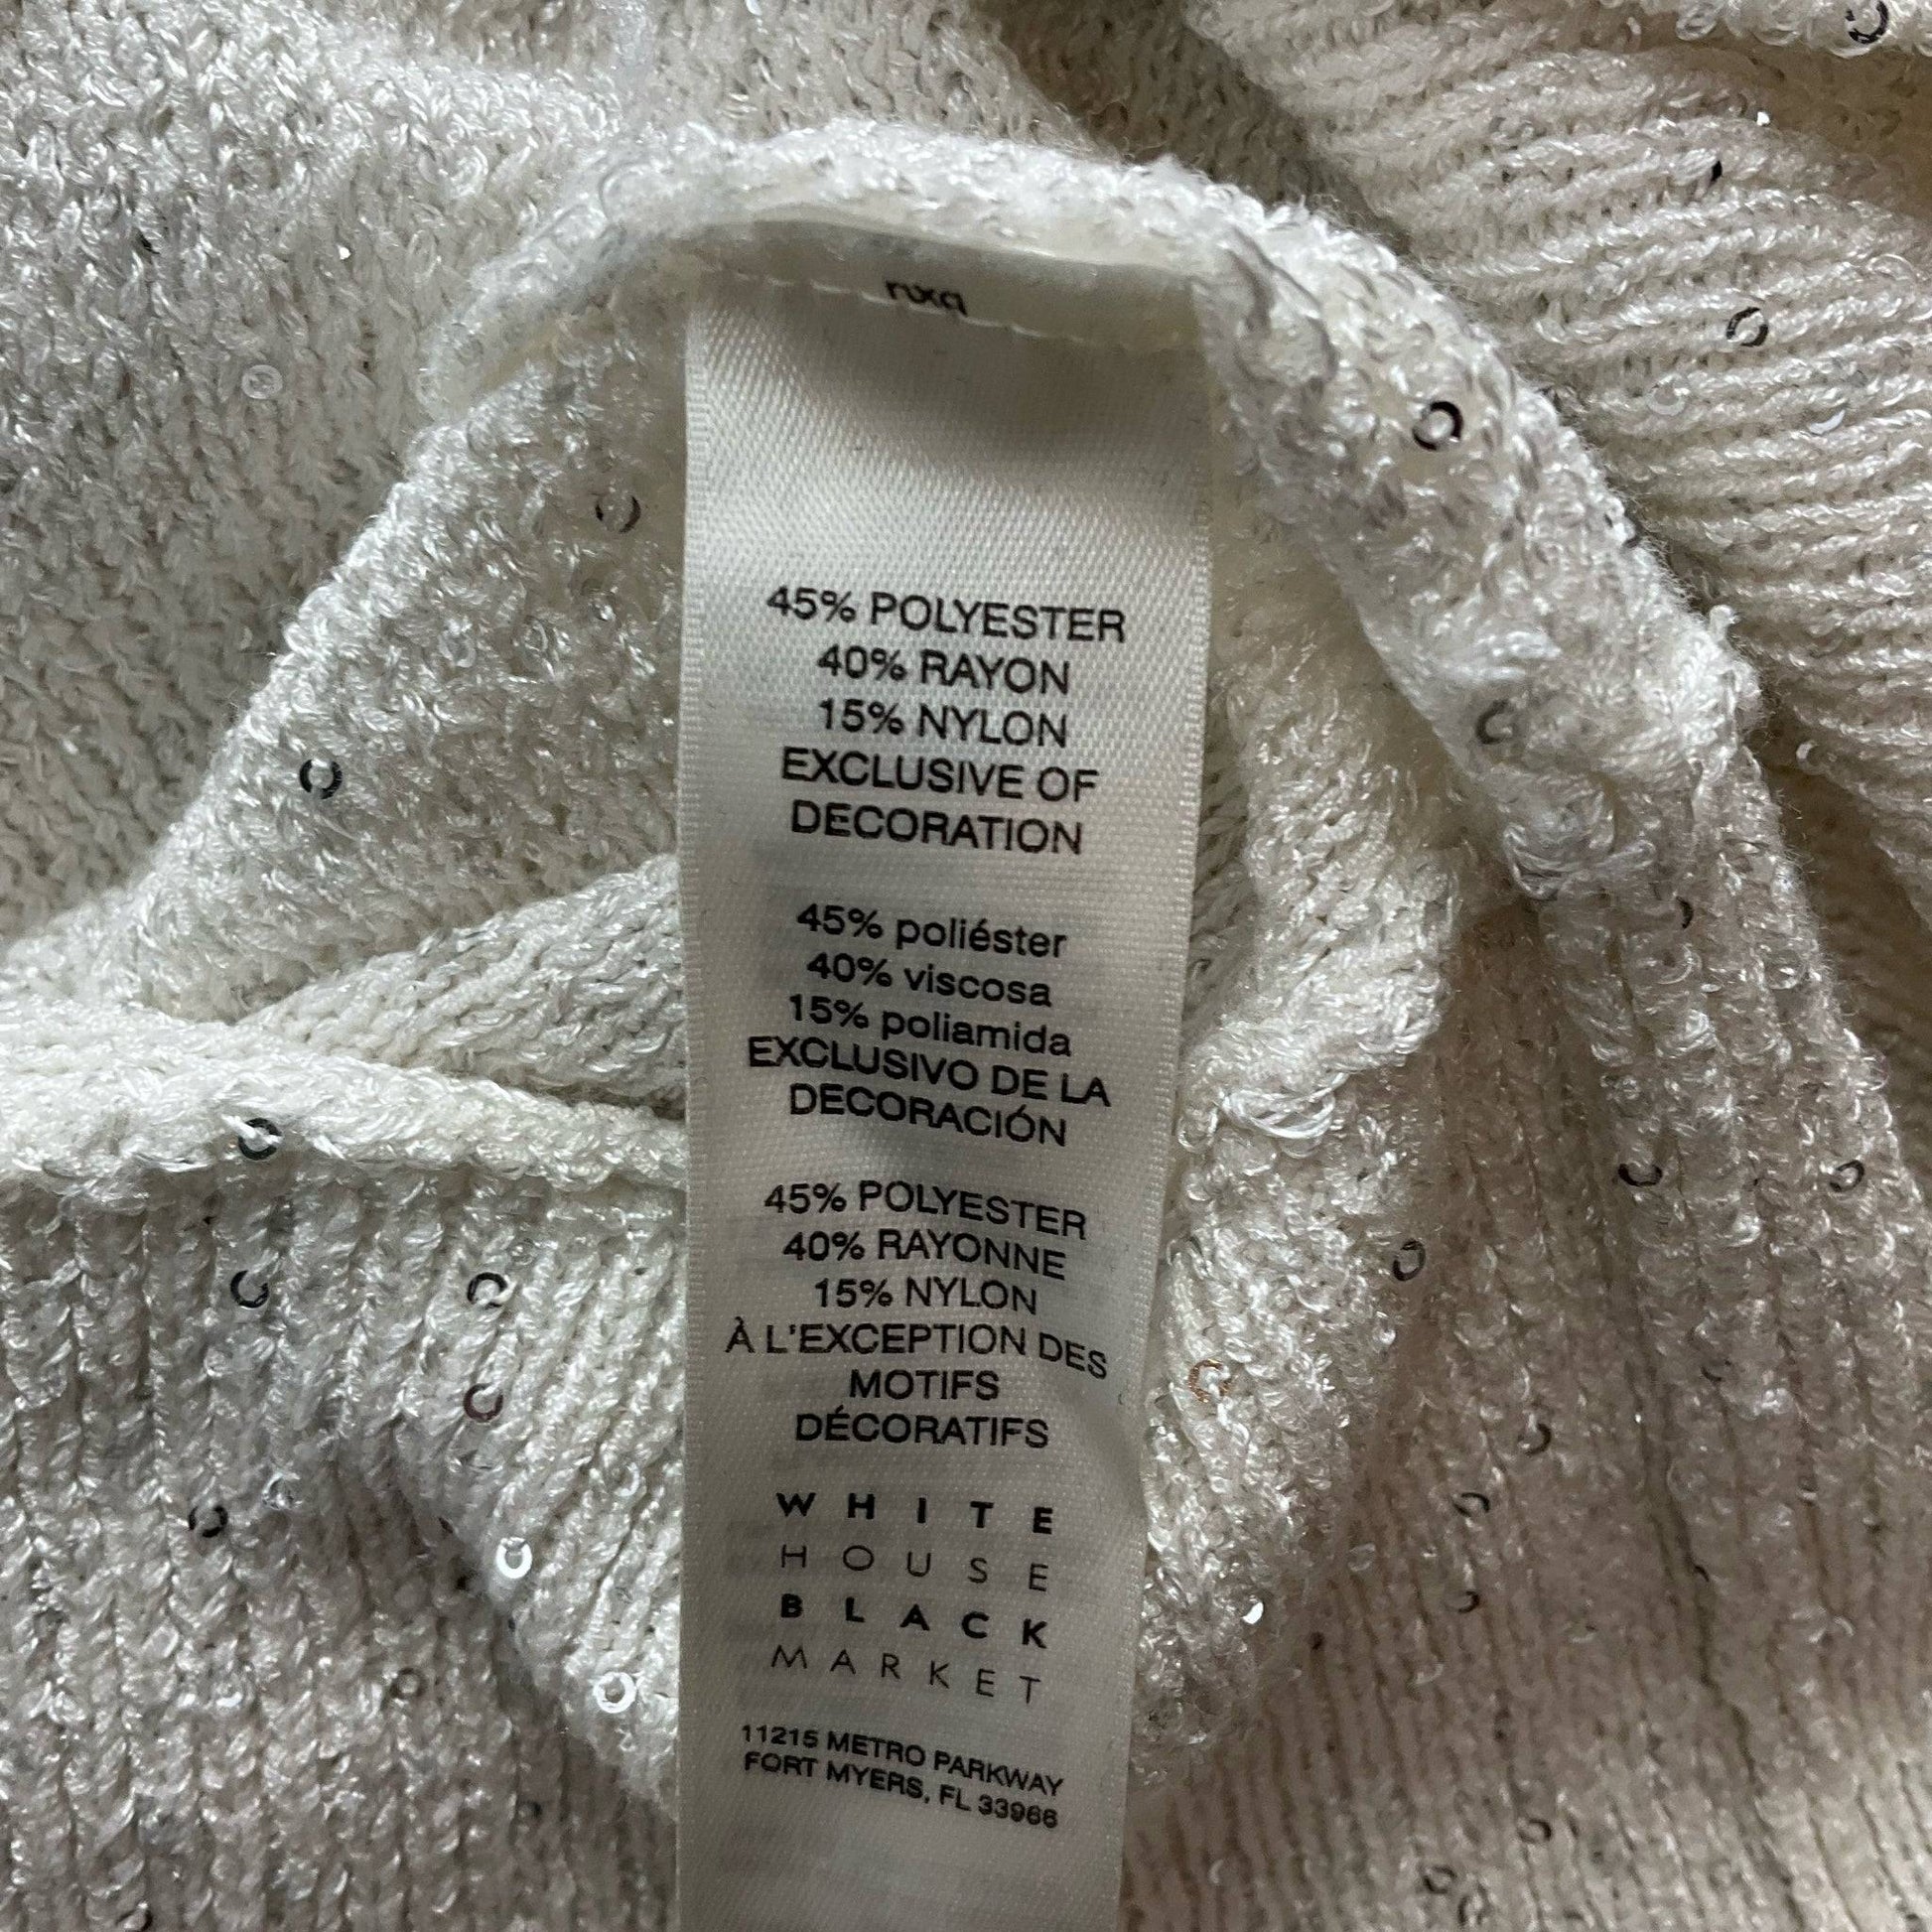 45% POLYESTER
40% RAYON
15% NYLON
EXCLUSIVE OF
DECORATION
45% poliéster
40% viscosa
15% poliamida
EXCLUSIVO DE LA
DECORACIÓN
45% POLYESTER
40% RAYONNE
15% NYLON
À L'EXCEPTION DES
MOTIFS
DÉCORATIFS
WHITE
HOUSE
BLACK
MARKET
11215 METRO PARKWAY
FORT MYERS, FL 33966